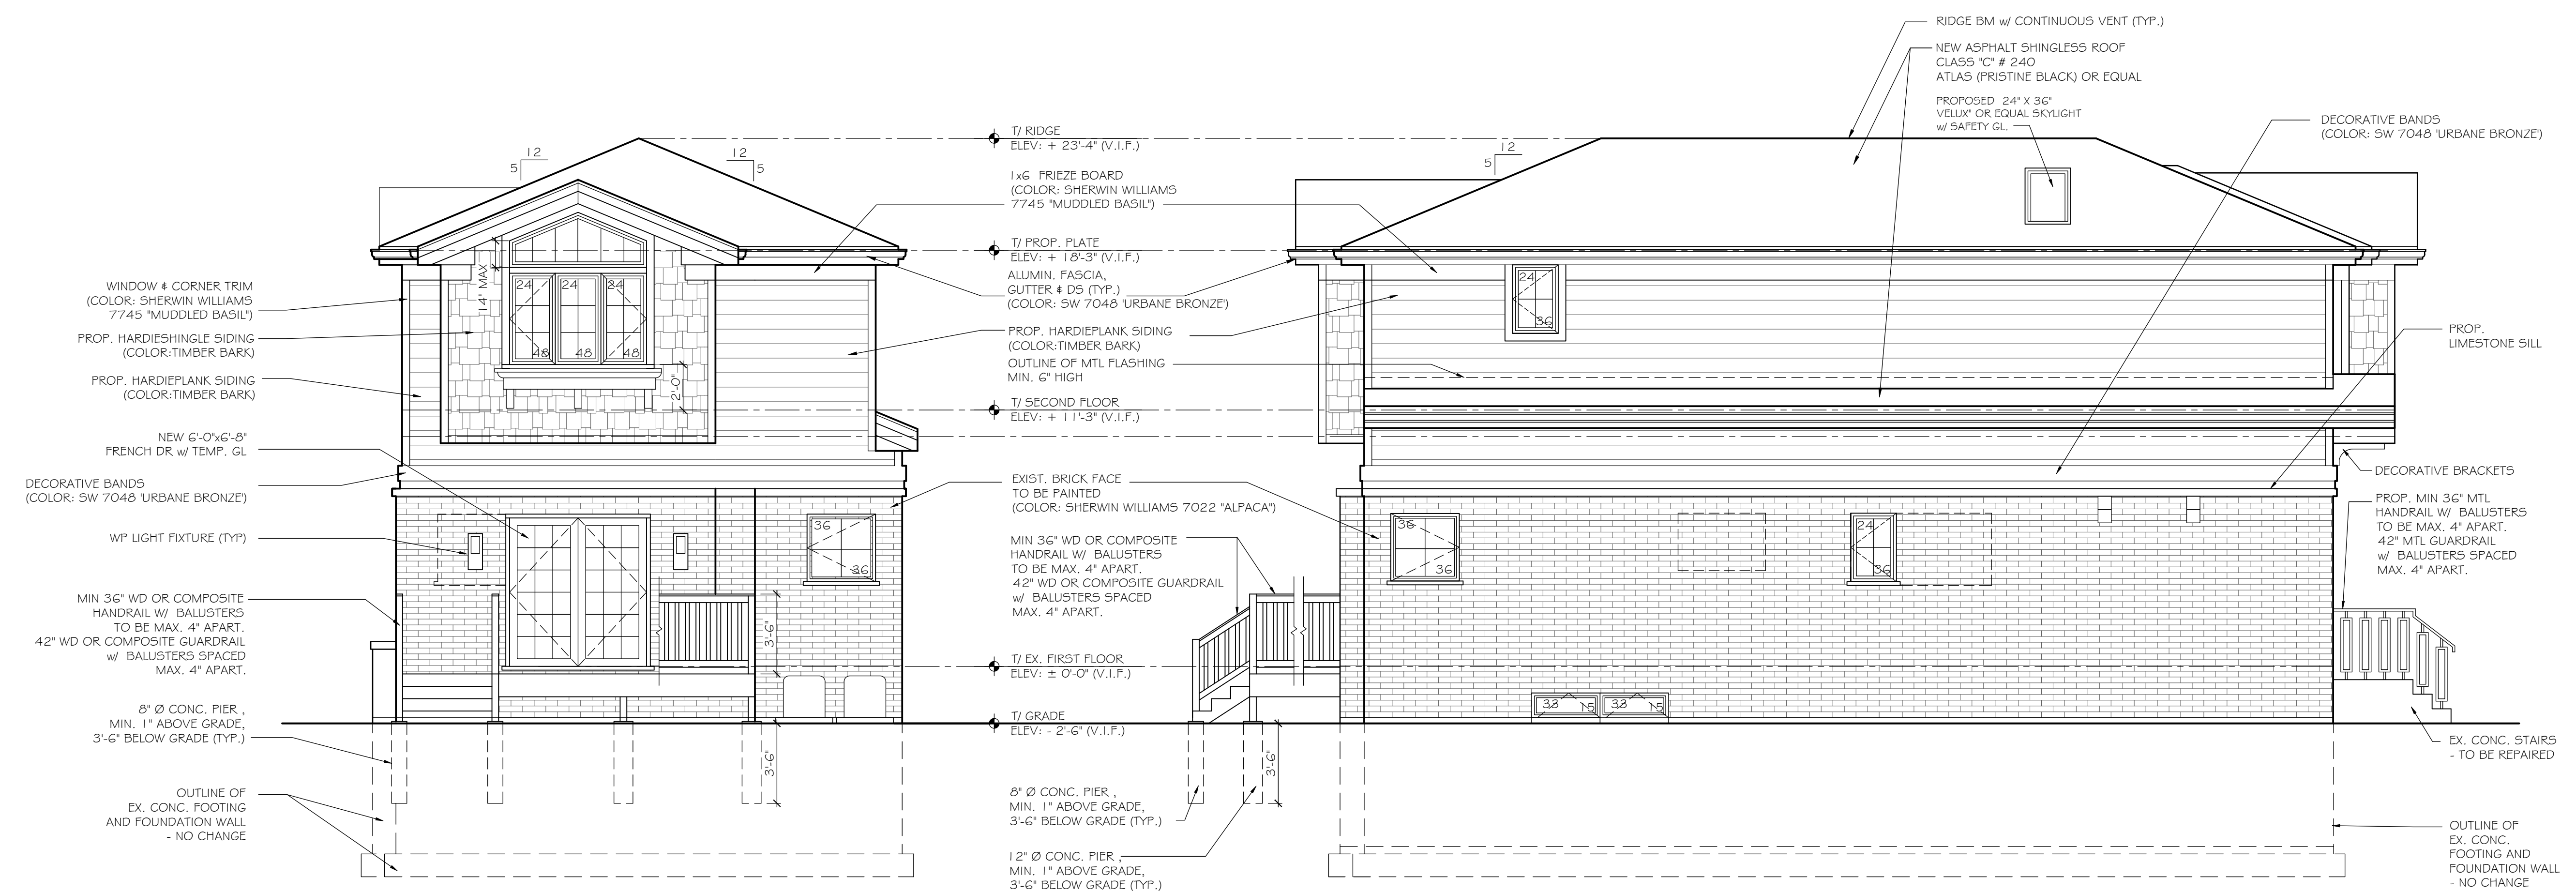 RIDGE BM w/ CONTINUOUS VENT (TYP.)
NEW ASPHALT SHINGLESS ROOF
CLASS "C" # 240
ATLAS (PRISTINE BLACK) OR EQUAL
PROPOSED 24" X 36"
VELUX" OR EQUAL SKYLIGHT
w/ SAFETY GL.
DECORATIVE BANDS
(COLOR: SW 7048 'URBANE BRONZE')
12
5
12
5
T/ RIDGE
ELEV: + 23'-4" (V.I.F.)
12
5
1x6 FRIEZE BOARD
(COLOR: SHERWIN WILLIAMS
7745 "MUDDLED BASIL")
T/ PROP. PLATE
ELEV: + 18'-3" (V.I.F.)
ALUMIN. FASCIA,
GUTTER & DS (TYP.)
(COLOR: SW 7048 'URBANE BRONZE')
PROP. HARDIEPLANK SIDING
(COLOR:TIMBER BARK)
OUTLINE OF MTL FLASHING
MIN. 6" HIGH
T/ SECOND FLOOR
ELEV: + 11'-3" (V.I.F.)
WINDOW & CORNER TRIM
(COLOR: SHERWIN WILLIAMS
7745 "MUDDLED BASIL")
PROP. HARDIESHINGLE SIDING
(COLOR:TIMBER BARK)
PROP. HARDIEPLANK SIDING
(COLOR:TIMBER BARK)
NEW 6'-0"x6'-8"
FRENCH DR w/ TEMP. GL
DECORATIVE BANDS
(COLOR: SW 7048 'URBANE BRONZE')
WP LIGHT FIXTURE (TYP)
MIN 36" WD OR COMPOSITE
HANDRAIL W/ BALUSTERS
TO BE MAX. 4" APART.
42" WD OR COMPOSITE GUARDRAIL
w/ BALUSTERS SPACED
MAX. 4" APART.
8" Ø CONC. PIER ,
MIN. 1" ABOVE GRADE,
3'-6" BELOW GRADE (TYP.)
OUTLINE OF
EX. CONC. FOOTING
AND FOUNDATION WALL
- NO CHANGE
14" MAX
24 24 24
48 48 48
2'-0"
36
36
3'-6"
3'-6"
EXIST. BRICK FACE
TO BE PAINTED
(COLOR: SHERWIN WILLIAMS 7022 "ALPACA")
MIN 36" WD OR COMPOSITE
HANDRAIL W/ BALUSTERS
TO BE MAX. 4" APART.
42" WD OR COMPOSITE GUARDRAIL
w/ BALUSTERS SPACED
MAX. 4" APART.
T/ EX. FIRST FLOOR
ELEV: ± 0'-0" (V.I.F.)
T/ GRADE
ELEV: - 2'-6" (V.I.F.)
8" Ø CONC. PIER ,
MIN. 1" ABOVE GRADE,
3'-6" BELOW GRADE (TYP.)
12" Ø CONC. PIER ,
MIN. 1" ABOVE GRADE,
3'-6" BELOW GRADE (TYP.)
3'-6"
24
36
36
36
24
36
33 15 33 15
PROP.
LIMESTONE SILL
DECORATIVE BRACKETS
PROP. MIN 36" MTL
HANDRAIL W/ BALUSTERS
TO BE MAX. 4" APART.
42" MTL GUARDRAIL
w/ BALUSTERS SPACED
MAX. 4" APART.
EX. CONC. STAIRS
- TO BE REPAIRED
OUTLINE OF
EX. CONC.
FOOTING AND
FOUNDATION WALL
- NO CHANGE